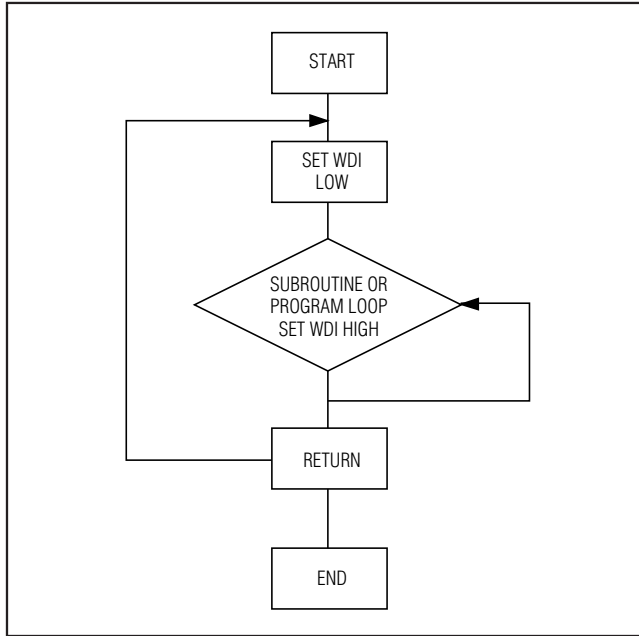 START
SET WDI
LOW
SUBROUTINE OR
PROGRAM LOOP
SET WDI HIGH
RETURN
END